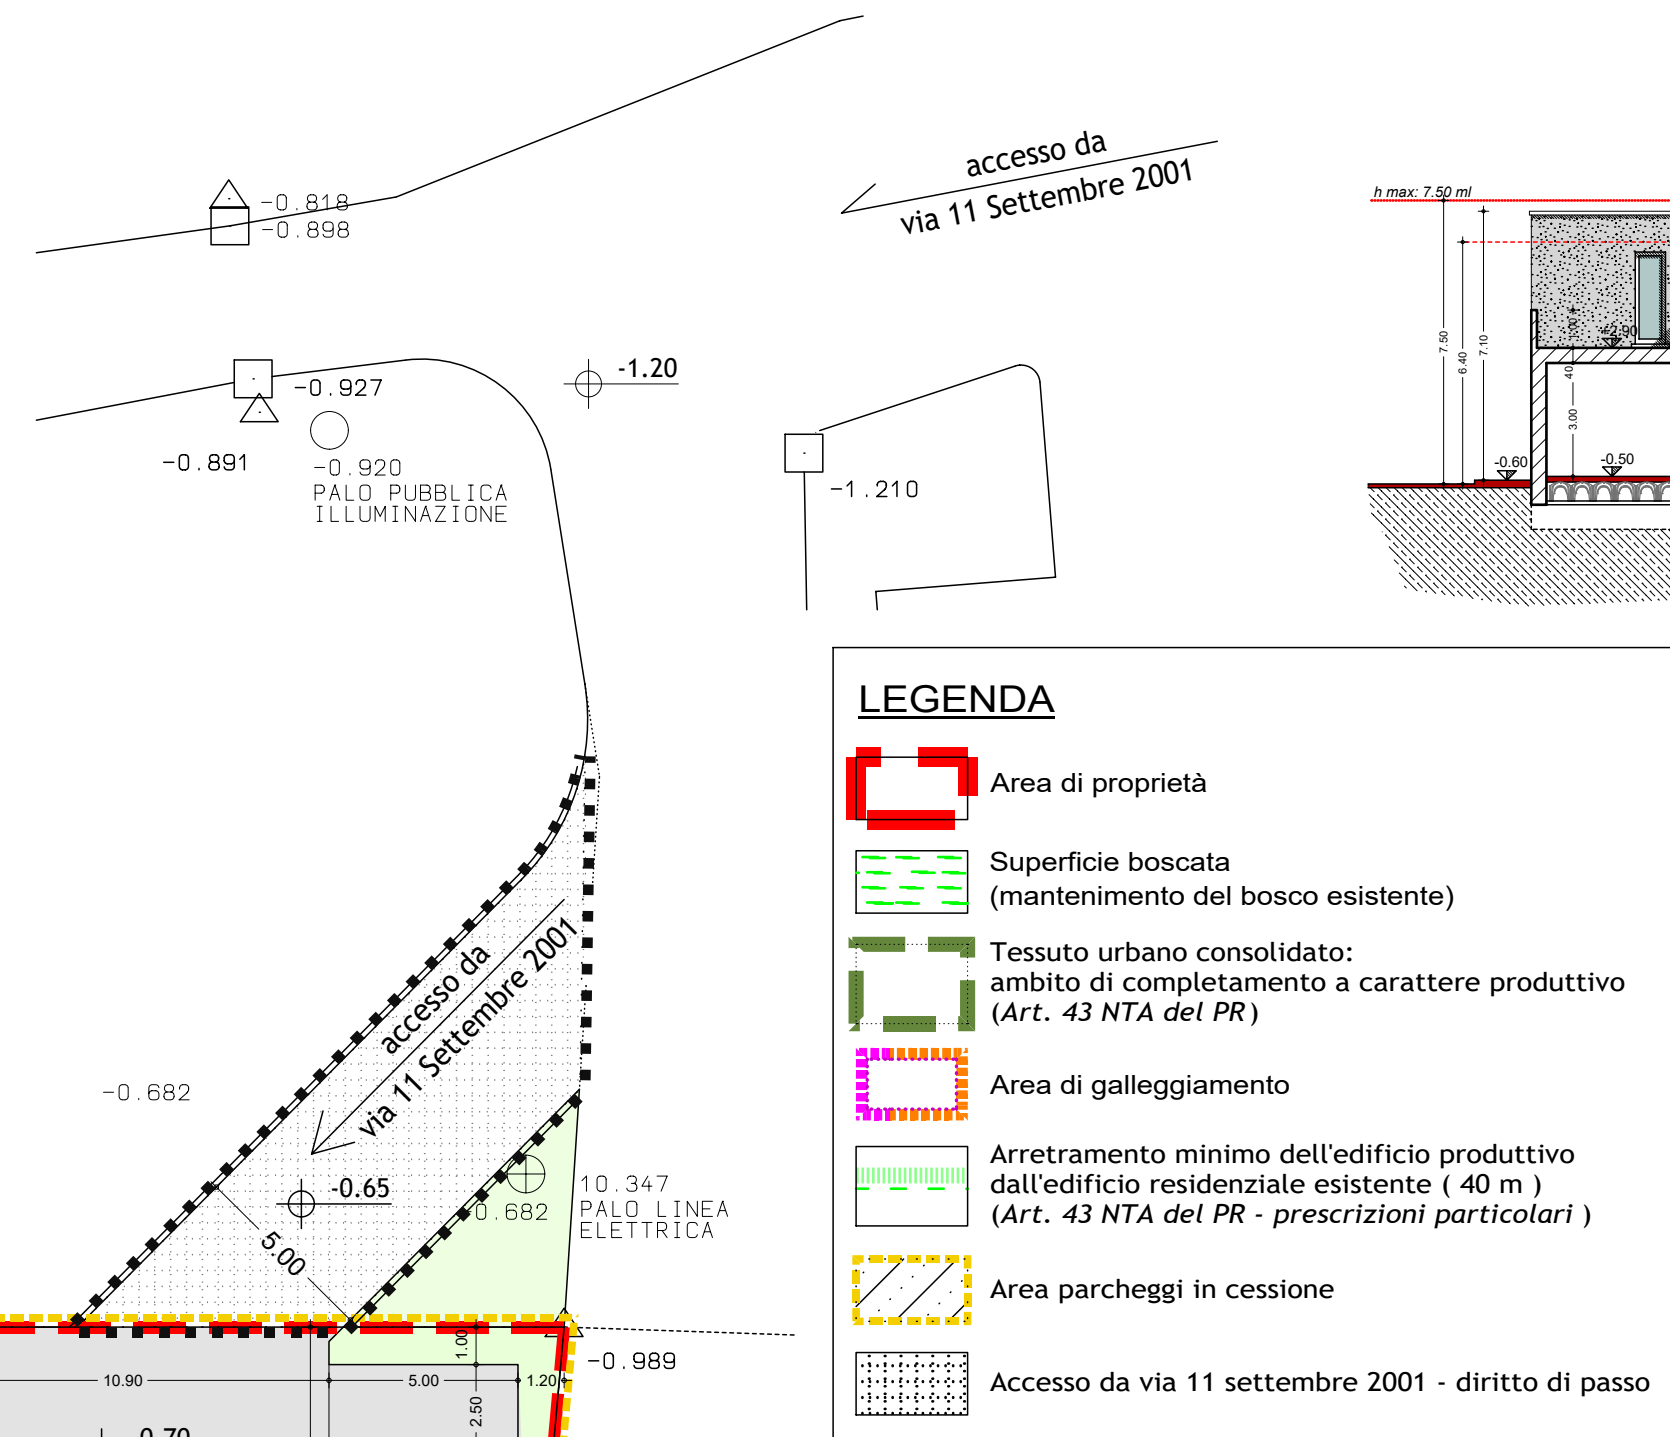 accesso da
via 11 Settembre 2001
-0.818
-0.898
h max: 7.50 ml
-1.20
-0.927
-0.891
-0.920
PALO PUBBLICA
ILLUMINAZIONE
-1.210
7.50
6.40
7.10
1.00
+2.90
40
3.00
-0.60
-0.50
LEGENDA
Area di proprietà
Superficie boscata
(mantenimento del bosco esistente)
Tessuto urbano consolidato:
ambito di completamento a carattere produttivo
(Art. 43 NTA del PR)
Area di galleggiamento
Arretramento minimo dell'edificio produttivo
dall'edificio residenziale esistente ( 40 m )
(Art. 43 NTA del PR - prescrizioni particolari )
Area parcheggi in cessione
Accesso da via 11 settembre 2001 - diritto di passo
accesso da
via 11 Settembre 2001
-0.682
-0.65
5.00
-0.682
10.347
PALO LINEA
ELETTRICA
-0.989
1.00
10.90
5.00
1.20
2.50